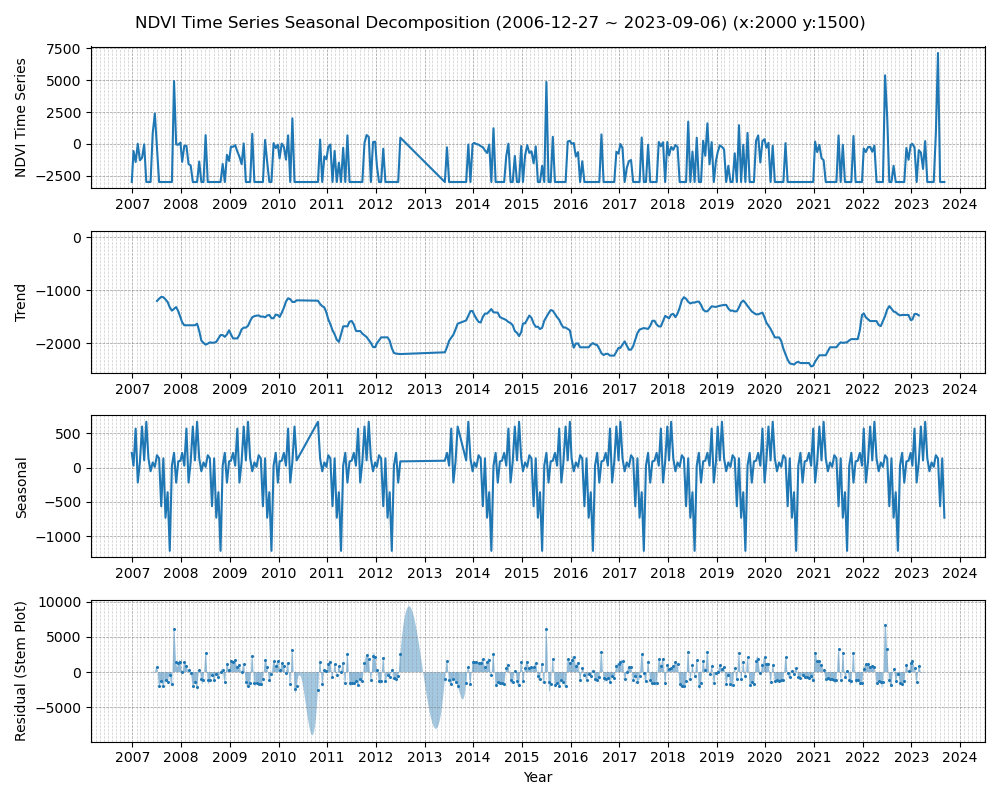 NDVI Time Series Seasonal Decomposition (2006-12-27 ~ 2023-09-06) (x:2000 y:1500)
NDVI Time Series
7500
5000
2500
0
−2500
2007 2008 2009 2010 2011 2012 2013 2014 2015 2016 2017 2018 2019 2020 2021 2022 2023 2024
Trend
0
−1000
−2000
2007 2008 2009 2010 2011 2012 2013 2014 2015 2016 2017 2018 2019 2020 2021 2022 2023 2024
Seasonal
500
0
−500
−1000
2007 2008 2009 2010 2011 2012 2013 2014 2015 2016 2017 2018 2019 2020 2021 2022 2023 2024
Residual (Stem Plot)
10000
5000
0
−5000
2007 2008 2009 2010 2011 2012 2013 2014 2015 2016 2017 2018 2019 2020 2021 2022 2023 2024
Year